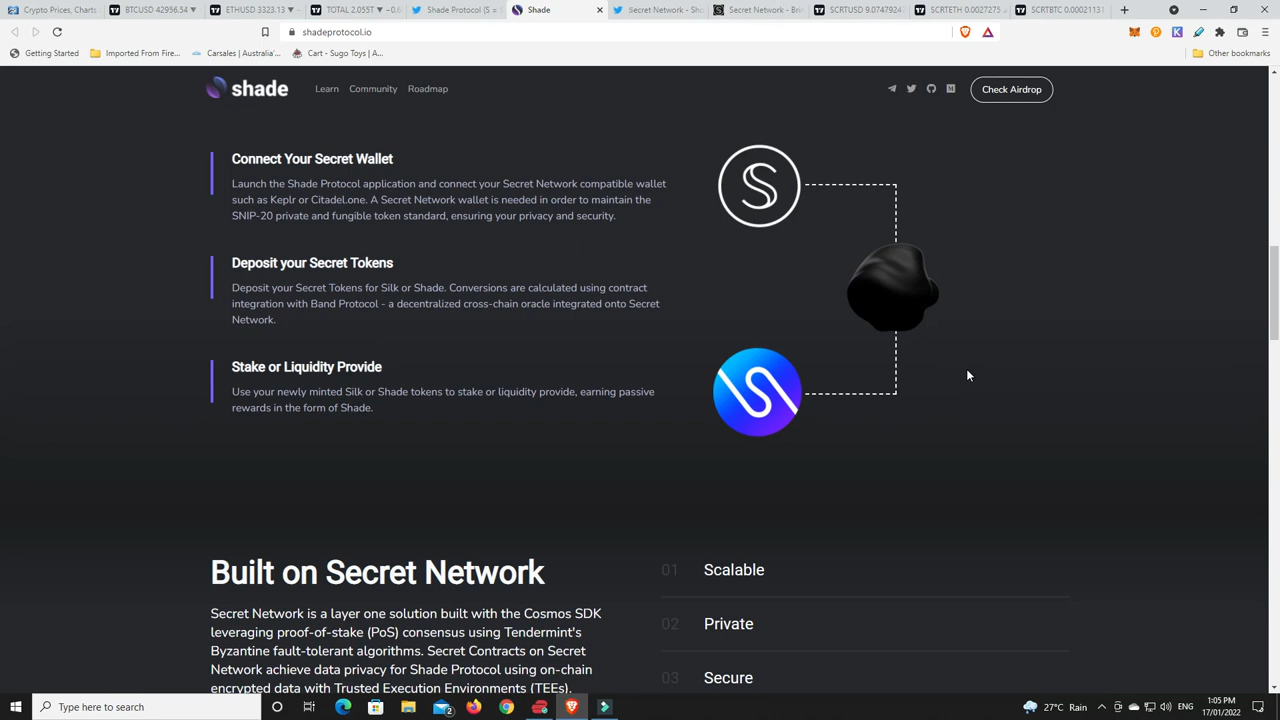 Crypto Prices, Charts
BTCUSD 42956.54
ETHUSD 3323.13
TOTAL 2.055T ▼ −0.6
Shade Protocol (S =
Shade
Secret Network - Sha
Secret Network - Brin
SCRTUSD 9.0747924
SCRTETH 0.0027275
SCRTBTC 0.00002113
shadeprotocol.io
Getting Started
Imported From Fire...
Carsales | Australia'...
Cart - Sugo Toys | A...
Other bookmarks
shade
Learn
Community
Roadmap
Check Airdrop
Connect Your Secret Wallet
Launch the Shade Protocol application and connect your Secret Network compatible wallet
such as Keplr or Citadel.one. A Secret Network wallet is needed in order to maintain the
SNIP-20 private and fungible token standard, ensuring your privacy and security.
Deposit your Secret Tokens
Deposit your Secret Tokens for Silk or Shade. Conversions are calculated using contract
integration with Band Protocol - a decentralized cross-chain oracle integrated onto Secret
Network.
Stake or Liquidity Provide
Use your newly minted Silk or Shade tokens to stake or liquidity provide, earning passive
rewards in the form of Shade.
Built on Secret Network
Secret Network is a layer one solution built with the Cosmos SDK
leveraging proof-of-stake (PoS) consensus using Tendermint's
Byzantine fault-tolerant algorithms. Secret Contracts on Secret
Network achieve data privacy for Shade Protocol using on-chain
encrypted data with Trusted Execution Environments (TEEs).
01 Scalable
02 Private
03 Secure
Type here to search
27°C Rain
ENG
1:05 PM
17/01/2022